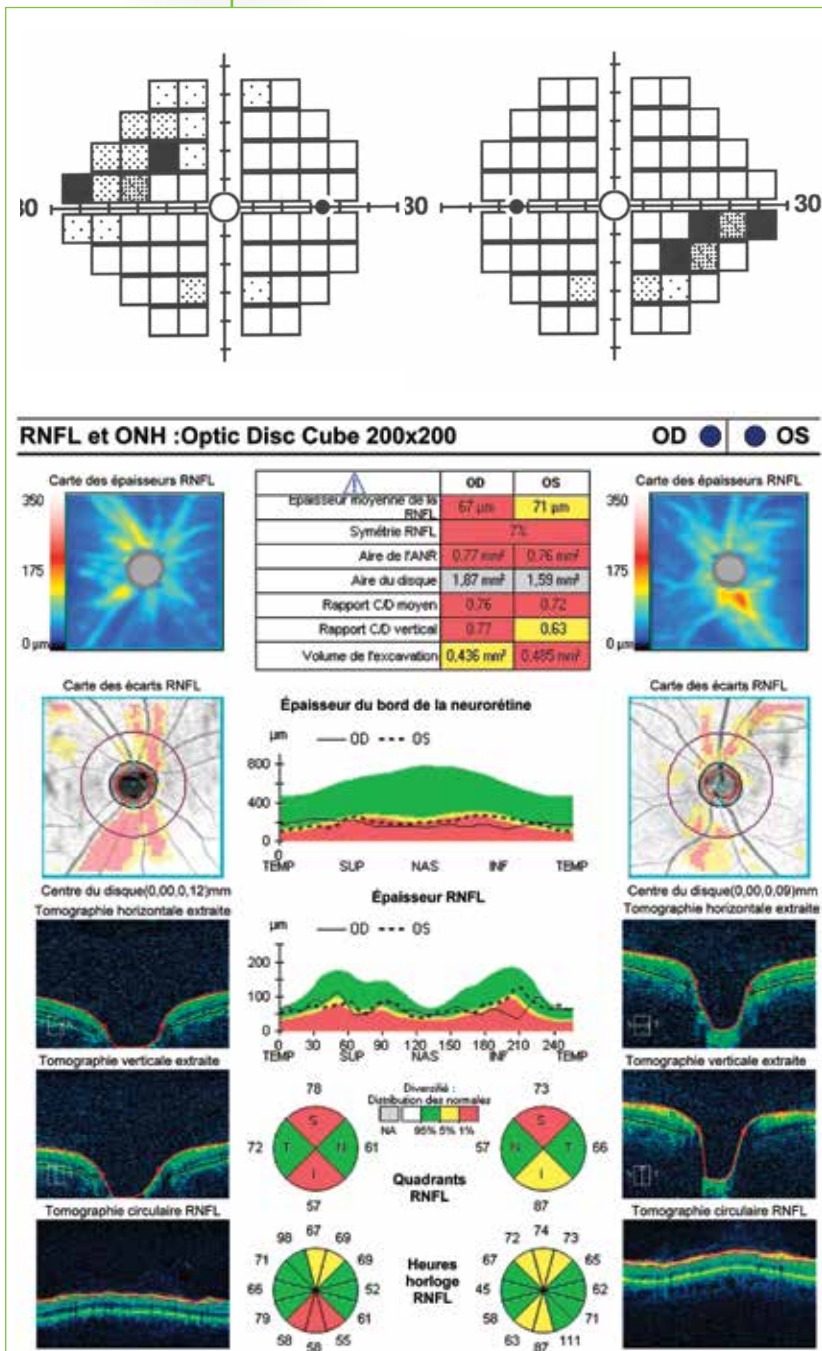 30
30
30
RNFL et ONH :Optic Disc Cube 200x200
OD OS
Carte des épaisseurs RNFL
350
175
0 µm
OD OS
Epaisseur moyenne de la RNFL 67 µm 71 µm
Symétrie RNFL 7%
Aire de l'ANR 0,77 mm² 0,76 mm²
Aire du disque 1,87 mm² 1,59 mm²
Rapport C/D moyen 0.76 0.72
Rapport C/D vertical 0.77 0.63
Volume de l'excavation 0,436 mm³ 0,485 mm³
Carte des épaisseurs RNFL
350
175
0 µm
Carte des écarts RNFL
Centre du disque(0,00,0,12)mm
Épaisseur du bord de la neurorétine
µm OD OS
800
400
0
0
TEMP SUP NAS INF TEMP
Carte des écarts RNFL
Centre du disque(0,00,0,09)mm
Tomographie horizontale extraite
Épaisseur RNFL
µm OD OS
200
100
0
0 30 60 90 120 150 180 210 240
TEMP SUP NAS INF TEMP
Tomographie horizontale extraite
Tomographie verticale extraite
Tomographie verticale extraite
Diversifié :
Distribution des normales
NA 95% 5% 1%
78
72 S T N I 61
57
73
57 S N T I 66
87
Quadrants
RNFL
Tomographie circulaire RNFL
Tomographie circulaire RNFL
Heures
horloge
RNFL
98 67 69
71 69
66 52
79 61
58 58 55
72 74 73
67 65
45 62
58 71
63 87 111